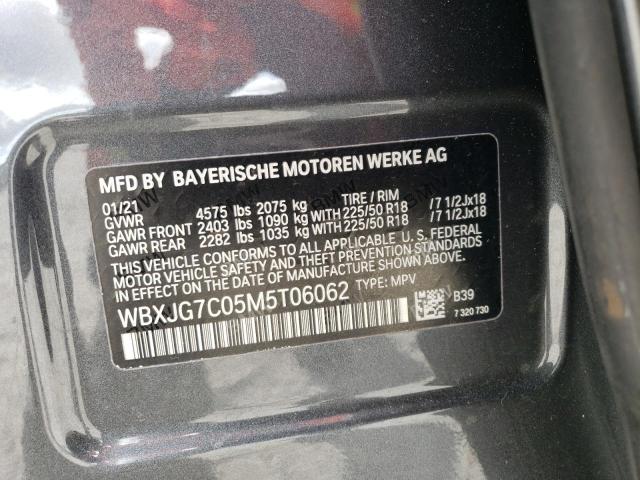 MFD BY BAYERISCHE MOTOREN WERKE AG
01/21 TIRE / RIM
GVWR 4575 lbs 2075 kg
GAWR FRONT 2403 lbs 1090 kg WITH 225/50 R18 /7 1/2Jx18
GAWR REAR 2282 lbs 1035 kg WITH 225/50 R18 /7 1/2Jx18
THIS VEHICLE CONFORMS TO ALL APPLICABLE U. S. FEDERAL
MOTOR VEHICLE SAFETY AND THEFT PREVENTION STANDARDS
IN EFFECT ON THE DATE OF MANUFACTURE SHOWN ABOVE.
WBXJG7C05M5T06062 TYPE: MPV
B39
7 320 730